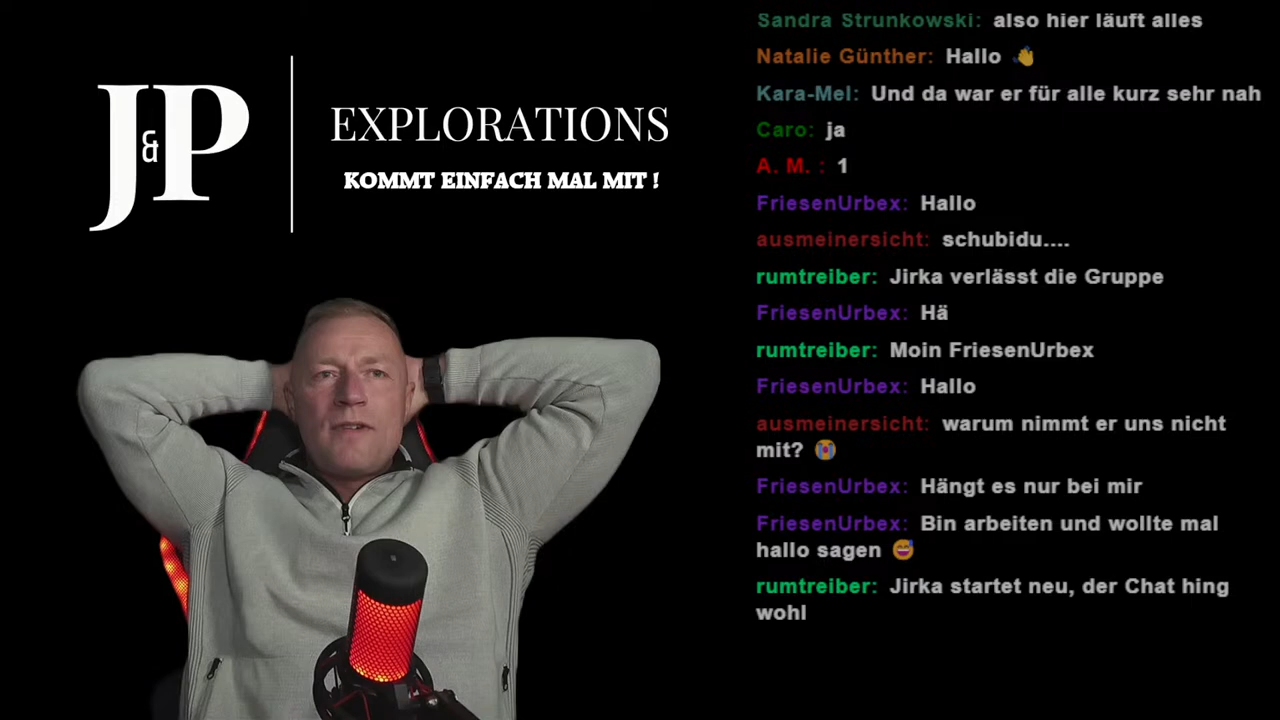 J&P
EXPLORATIONS
KOMMT EINFACH MAL MIT !
Sandra Strunkowski: also hier läuft alles
Natalie Günther: Hallo 👋
Kara-Mel: Und da war er für alle kurz sehr nah
Caro: ja
A. M. : 1
FriesenUrbex: Hallo
ausmeinersicht: schubidu....
rumtreiber: Jirka verlässt die Gruppe
FriesenUrbex: Hä
rumtreiber: Moin FriesenUrbex
FriesenUrbex: Hallo
ausmeinersicht: warum nimmt er uns nicht
mit? 😭
FriesenUrbex: Hängt es nur bei mir
FriesenUrbex: Bin arbeiten und wollte mal
hallo sagen 😅
rumtreiber: Jirka startet neu, der Chat hing
wohl